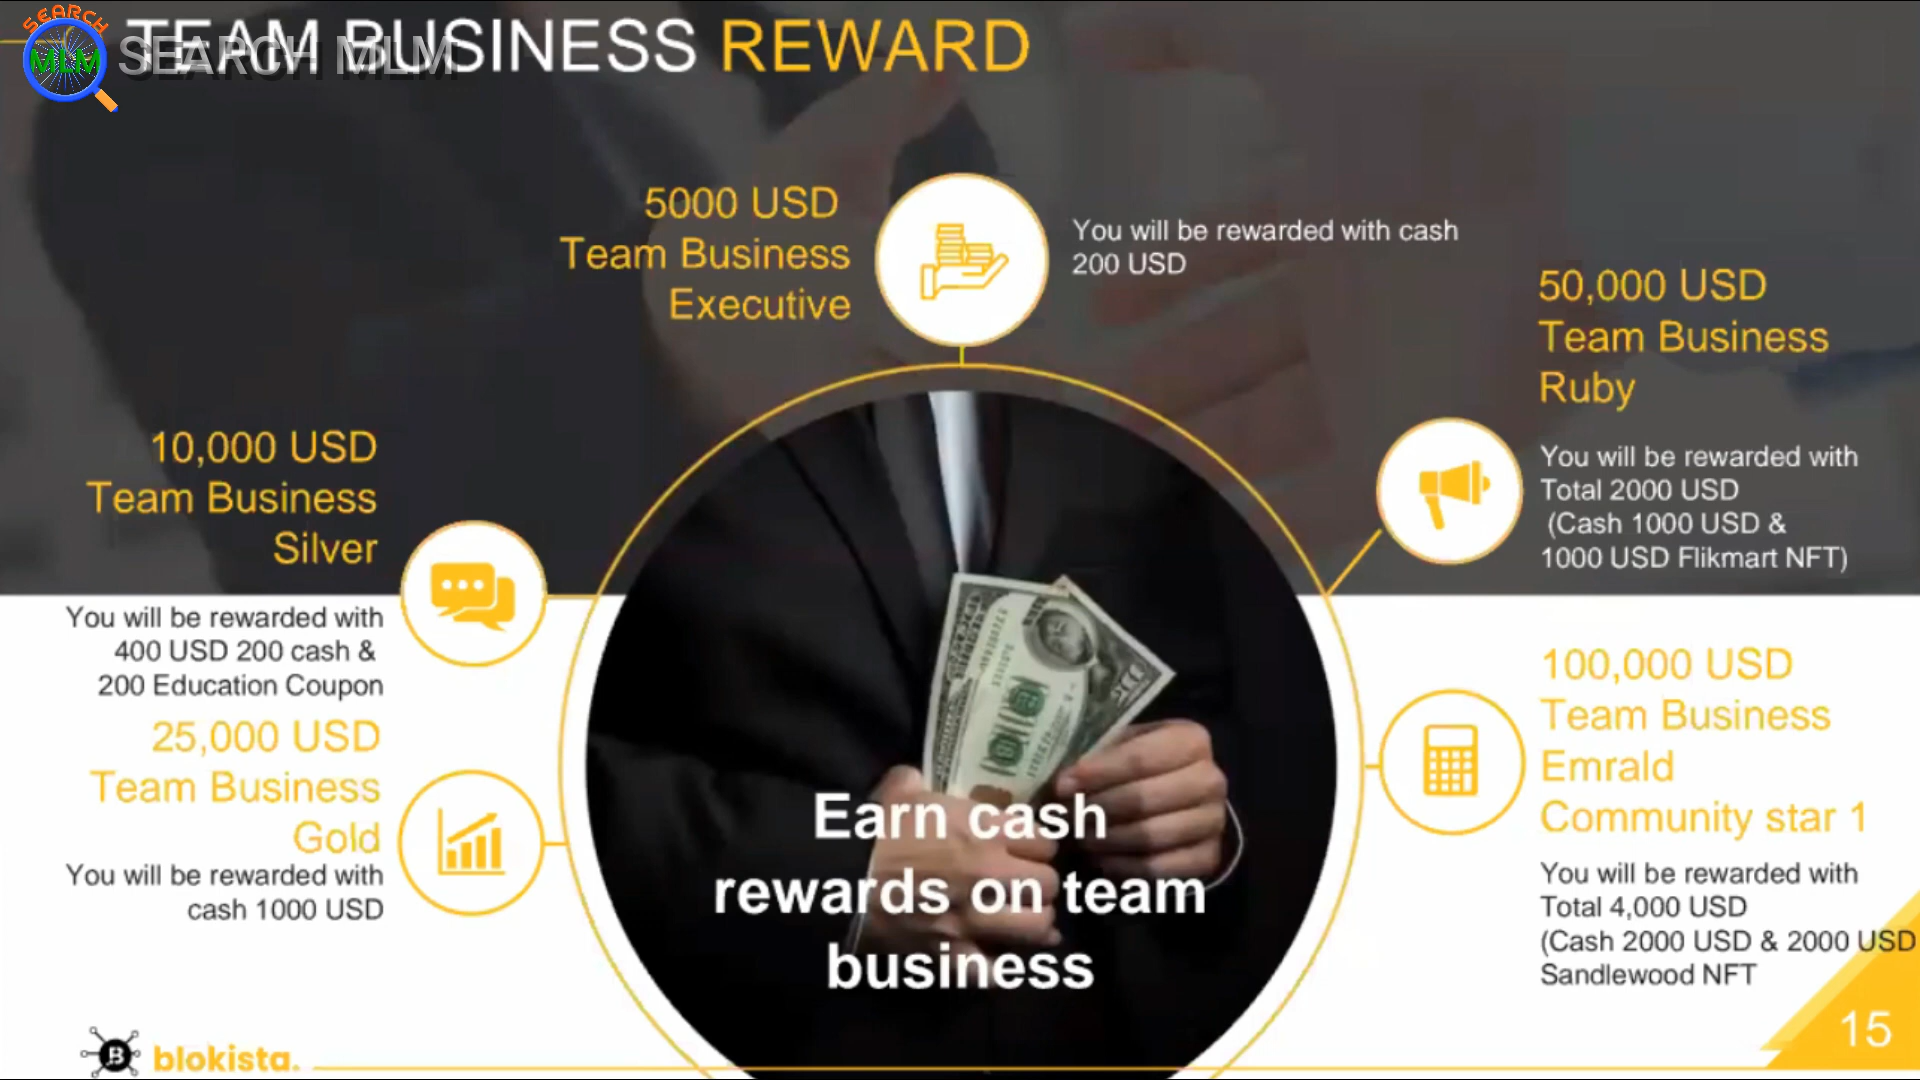 SEARCH
MLM
SEARCH MLM
TEAM BUSINESS REWARD
5000 USD
Team Business
Executive
You will be rewarded with cash
200 USD
50,000 USD
Team Business
Ruby
You will be rewarded with
Total 2000 USD
(Cash 1000 USD &
1000 USD Flikmart NFT)
10,000 USD
Team Business
Silver
You will be rewarded with
400 USD 200 cash &
200 Education Coupon
25,000 USD
Team Business
Gold
You will be rewarded with
cash 1000 USD
100,000 USD
Team Business
Emrald
Community star 1
You will be rewarded with
Total 4,000 USD
(Cash 2000 USD & 2000 USD
Sandlewood NFT
Earn cash
rewards on team
business
B
blokista.
15